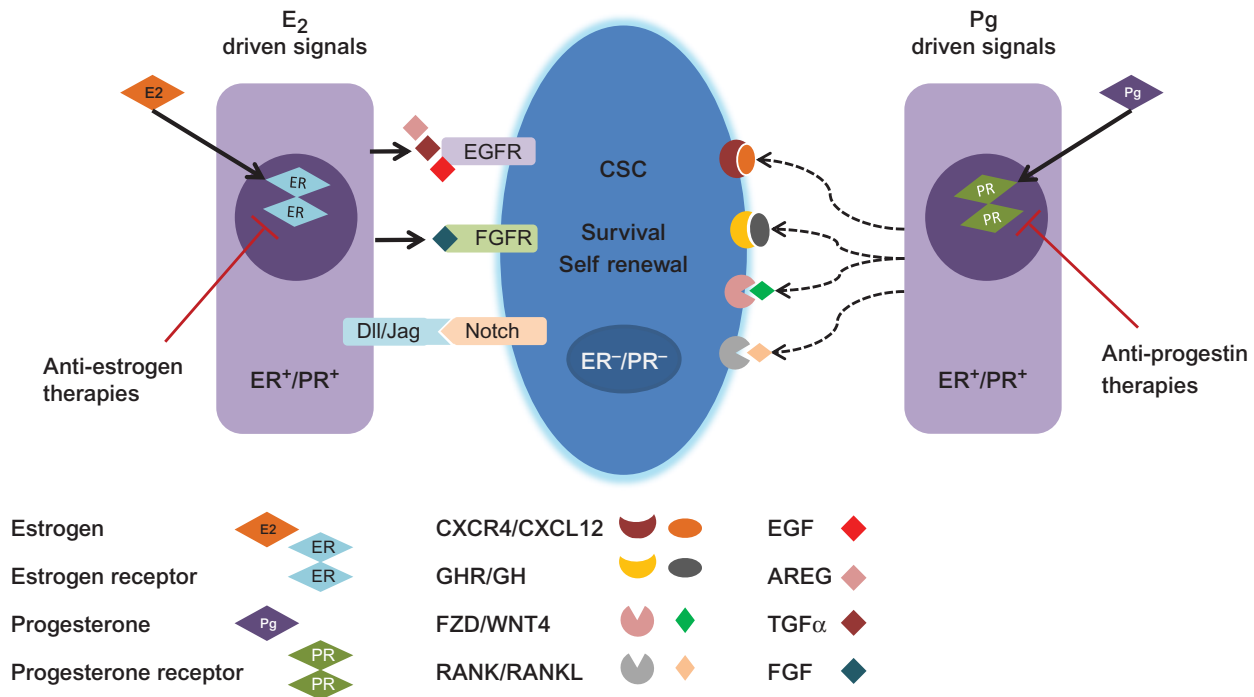 E2
driven signals
Pg
driven signals
E2
Pg
EGFR
ER
ER
CSC
PR
PR
FGFR
Survival
Self renewal
Dll/Jag
Notch
ER⁻/PR⁻
Anti-estrogen
therapies
ER⁺/PR⁺
ER⁺/PR⁺
Anti-progestin
therapies
Estrogen
E2
ER
Estrogen receptor
ER
Progesterone
Pg
PR
Progesterone receptor
PR
CXCR4/CXCL12
GHR/GH
FZD/WNT4
RANK/RANKL
EGF
AREG
TGFα
FGF